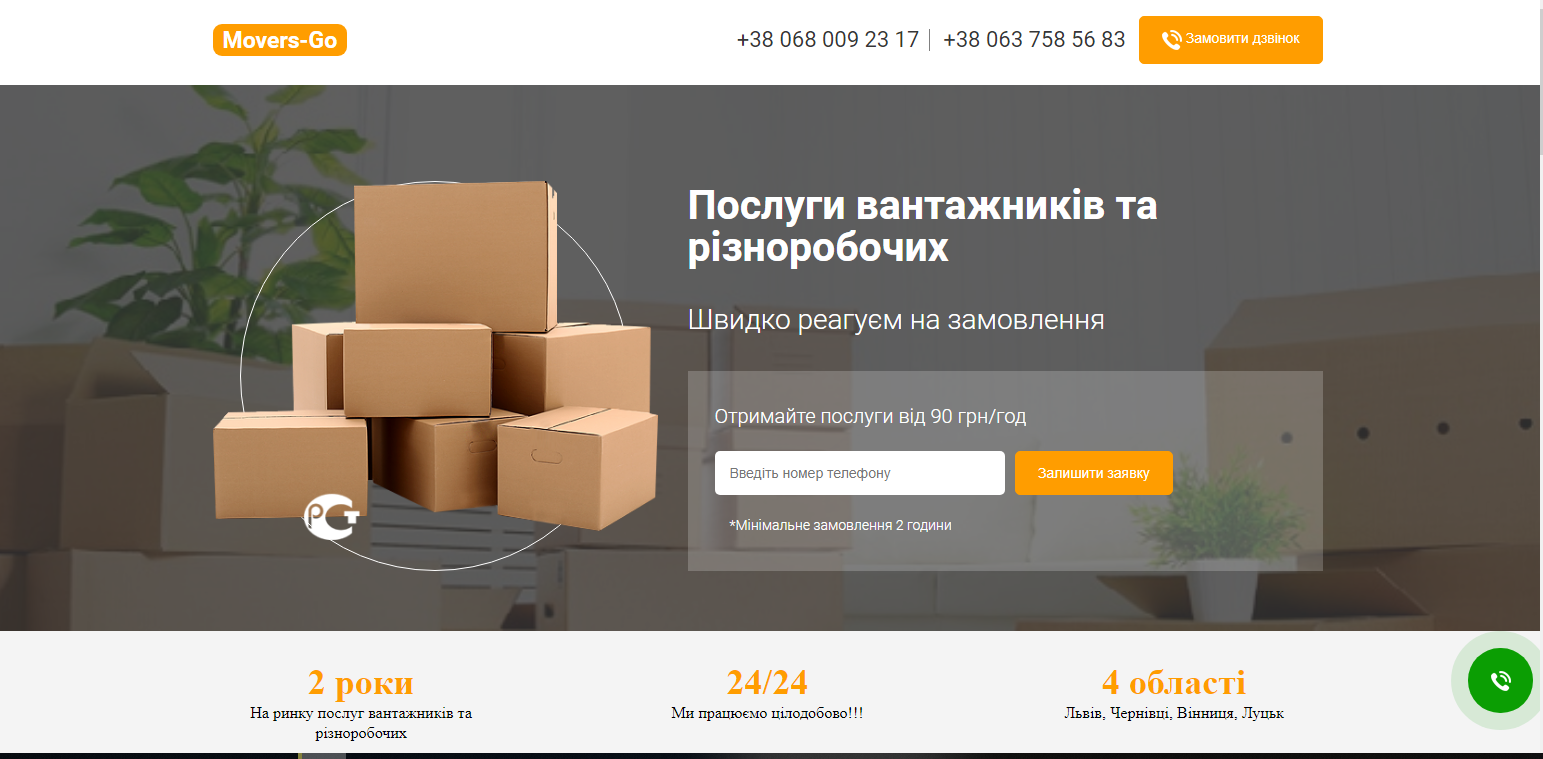 Movers-Go
+38 068 009 23 17
+38 063 758 56 83
Замовити дзвінок
Послуги вантажників та
різноробочих
Швидко реагуєм на замовлення
Отримайте послуги від 90 грн/год
Введіть номер телефону
Залишити заявку
*Мінімальне замовлення 2 години
РСТ
2 роки
На ринку послуг вантажників та
різноробочих
24/24
Ми працюємо цілодобово!!!
4 області
Львів, Чернівці, Вінниця, Луцьк